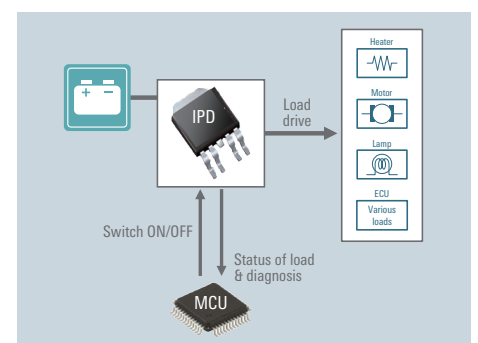 Heater
Motor
Lamp
ECU
Various
loads
+ −
IPD
Load
drive
Switch ON/OFF
Status of load
& diagnosis
MCU